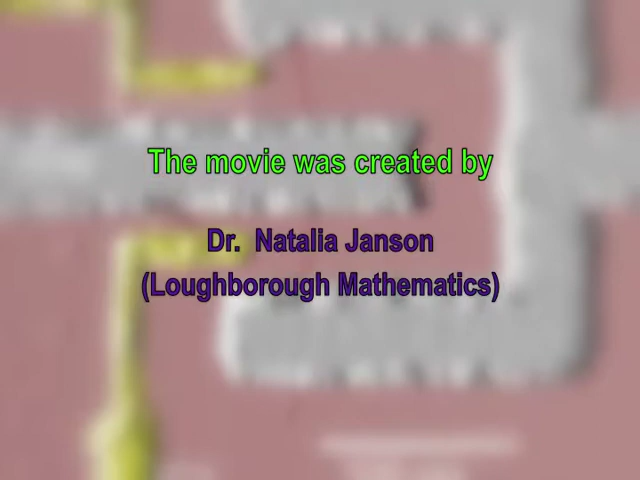 The movie was created by
Dr. Natalia Janson
(Loughborough Mathematics)